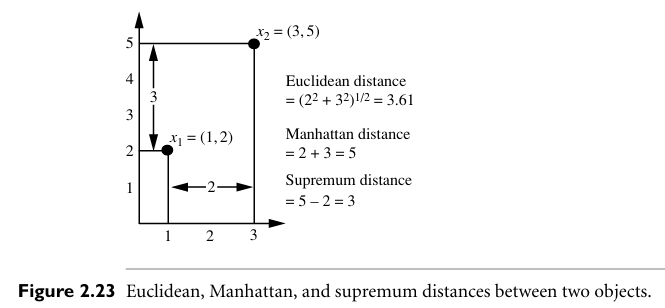 x₂ = (3, 5)
5
4
3
3
2
1
x₁ = (1, 2)
2
1
2
3
Euclidean distance
= (2² + 3²)¹ᐟ² = 3.61
Manhattan distance
= 2 + 3 = 5
Supremum distance
= 5 – 2 = 3
Figure 2.23 Euclidean, Manhattan, and supremum distances between two objects.